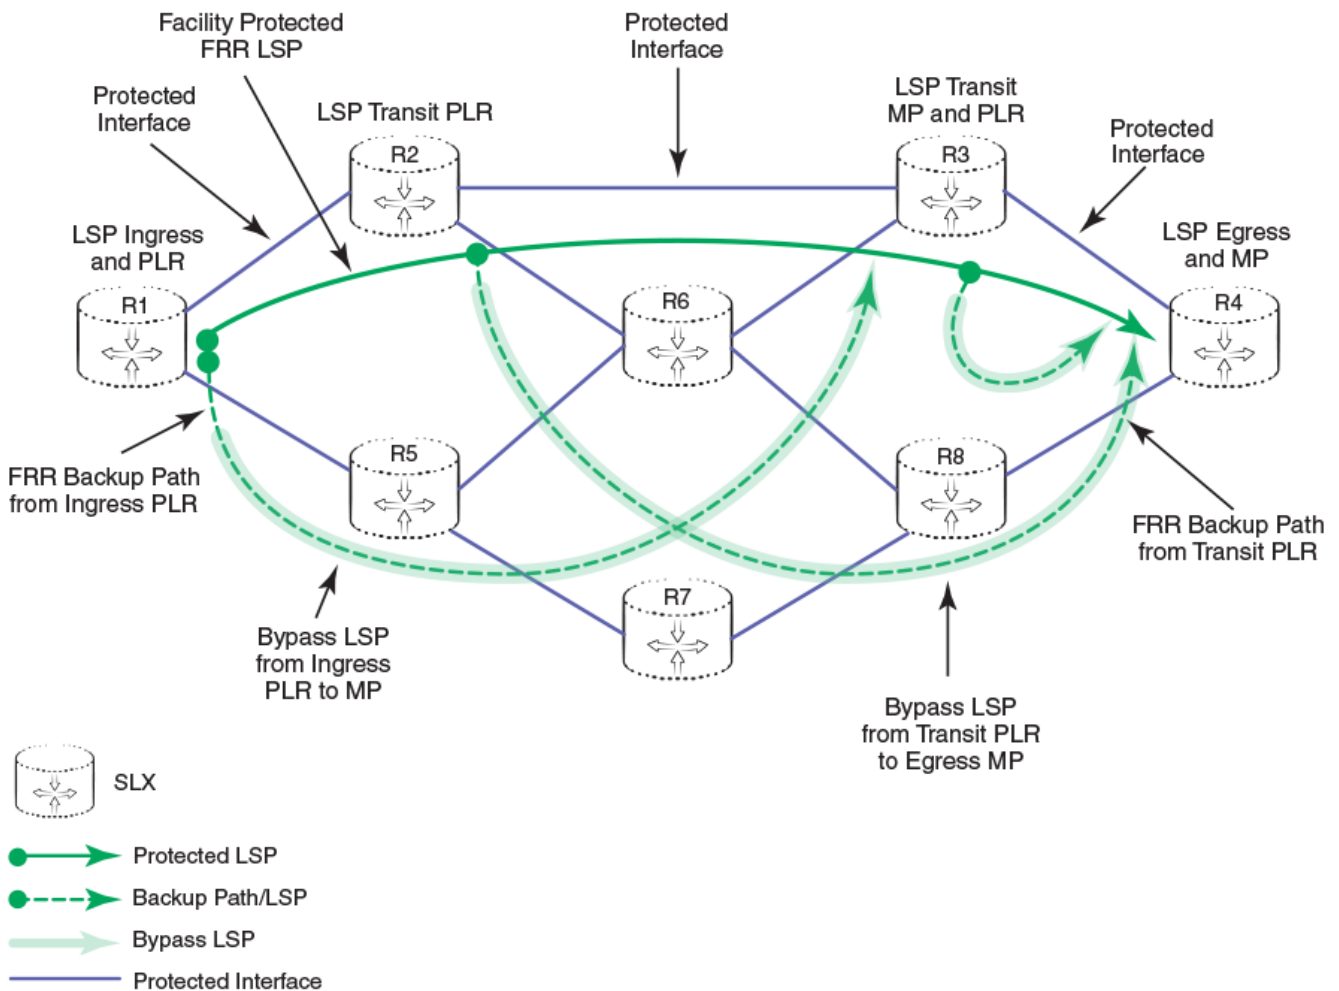 Facility Protected
FRR LSP
Protected
Interface
Protected
Interface
LSP Transit PLR
LSP Transit
MP and PLR
Protected
Interface
R2
R3
LSP Ingress
and PLR
LSP Egress
and MP
R1
R6
R4
R5
R8
FRR Backup Path
from Ingress PLR
FRR Backup Path
from Transit PLR
R7
Bypass LSP
from Ingress
PLR to MP
Bypass LSP
from Transit PLR
to Egress MP
SLX
Protected LSP
Backup Path/LSP
Bypass LSP
Protected Interface